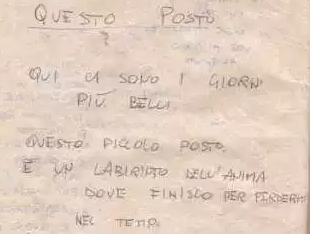 QUESTO POSTO
?
QUI CI SONO I GIORNI
PIÙ BELLI.
QUESTO PICCOLO POSTO
È UN LABIRINTO DELL'ANIMA
DOVE FINISCO PER PERDERMI
NEL TEMPO